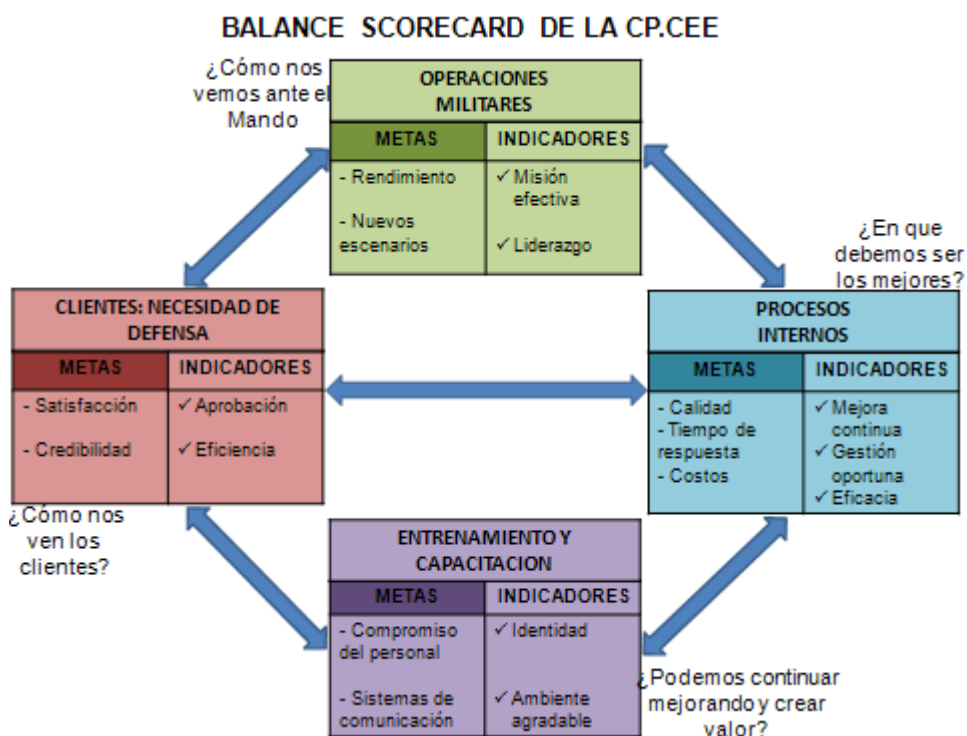 BALANCE SCORECARD DE LA CP.CEE
¿Cómo nos
vemos ante el
Mando
OPERACIONES
MILITARES
METAS
INDICADORES
- Rendimiento
- Nuevos
escenarios
✓ Misión
efectiva
✓ Liderazgo
¿En que
debemos ser
los mejores?
CLIENTES: NECESIDAD DE
DEFENSA
METAS
INDICADORES
- Satisfacción
- Credibilidad
✓ Aprobación
✓ Eficiencia
¿Cómo nos
ven los
clientes?
PROCESOS
INTERNOS
METAS
INDICADORES
- Calidad
- Tiempo de
respuesta
- Costos
✓ Mejora
continua
✓ Gestión
oportuna
✓ Eficacia
ENTRENAMIENTO Y
CAPACITACION
METAS
INDICADORES
- Compromiso
del personal
- Sistemas de
comunicación
✓ Identidad
✓ Ambiente
agradable
¿Podemos continuar
mejorando y crear
valor?